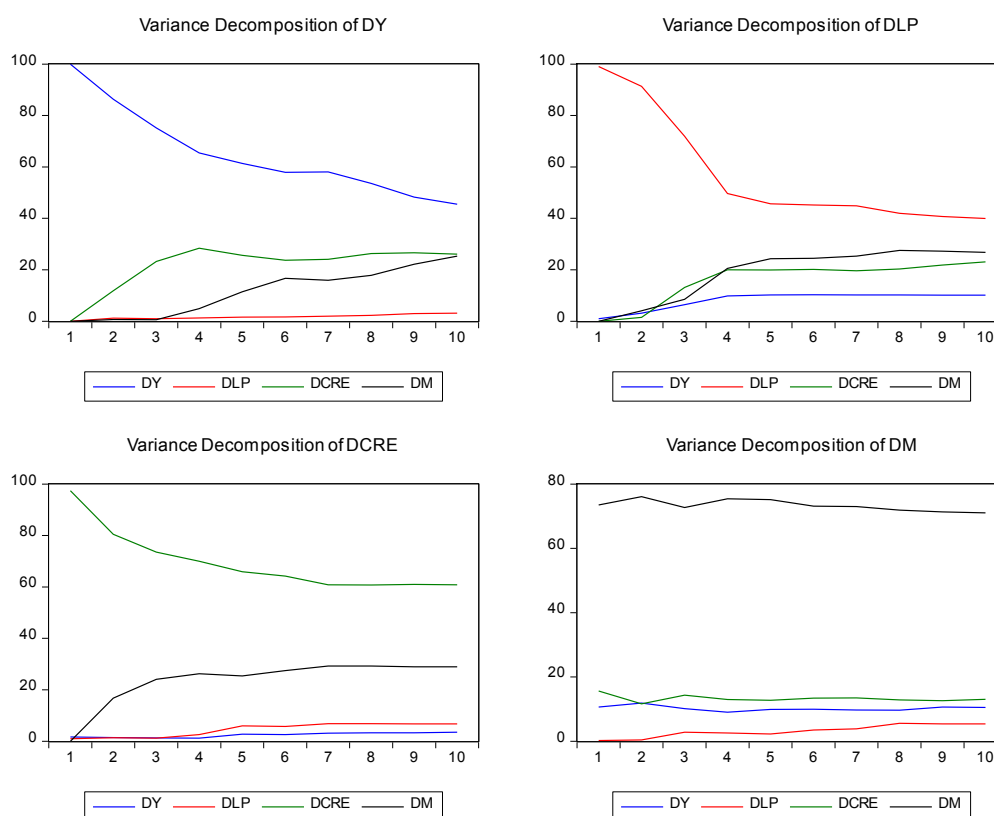 Variance Decomposition of DY
100
80
60
40
20
0
1 2 3 4 5 6 7 8 9 10
DY DLP DCRE DM
Variance Decomposition of DLP
100
80
60
40
20
0
1 2 3 4 5 6 7 8 9 10
DY DLP DCRE DM
Variance Decomposition of DCRE
100
80
60
40
20
0
1 2 3 4 5 6 7 8 9 10
DY DLP DCRE DM
Variance Decomposition of DM
80
60
40
20
0
1 2 3 4 5 6 7 8 9 10
DY DLP DCRE DM